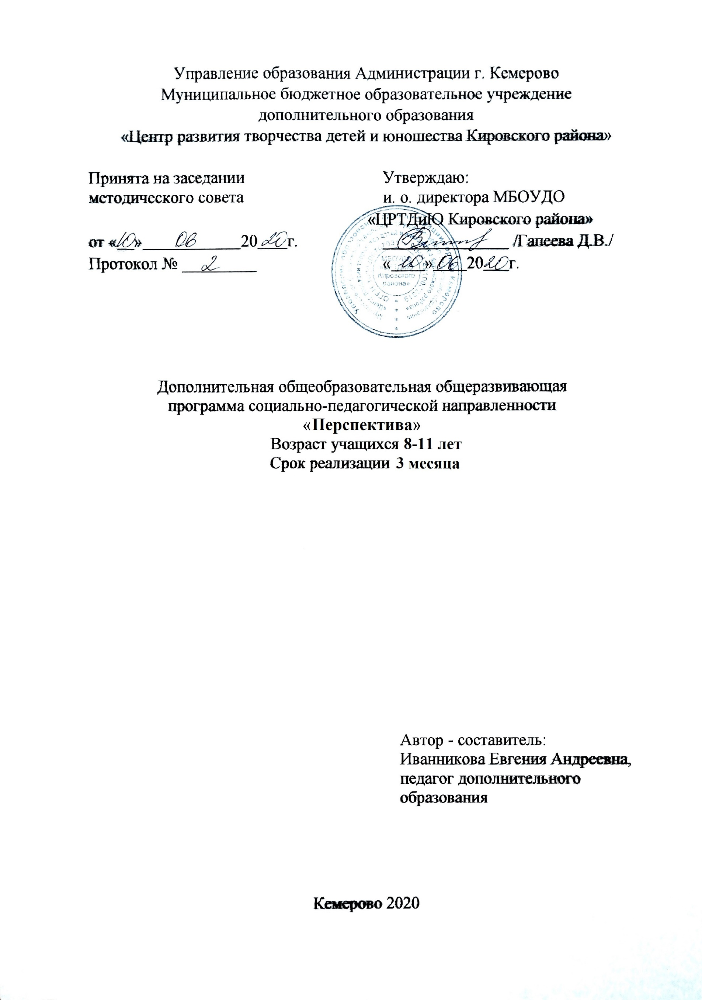 Управление образования Администрации г. Кемерово
Муниципальное бюджетное образовательное учреждение
дополнительного образования
«Центр развития творчества детей и юношества Кировского района»
Принята на заседании
методического совета
от «10» 06 2020г.
Протокол № 2
Утверждаю:
и. о. директора МБОУДО
«ЦРТДиЮ Кировского района»
/Гапеева Д.В./
«10» 06 2020г.
МБОУДО
Кировского
района»
Дополнительная общеобразовательная общеразвивающая
программа социально-педагогической направленности
«Перспектива»
Возраст учащихся 8-11 лет
Срок реализации 3 месяца
Автор - составитель:
Иванникова Евгения Андреевна,
педагог дополнительного
образования
Кемерово 2020